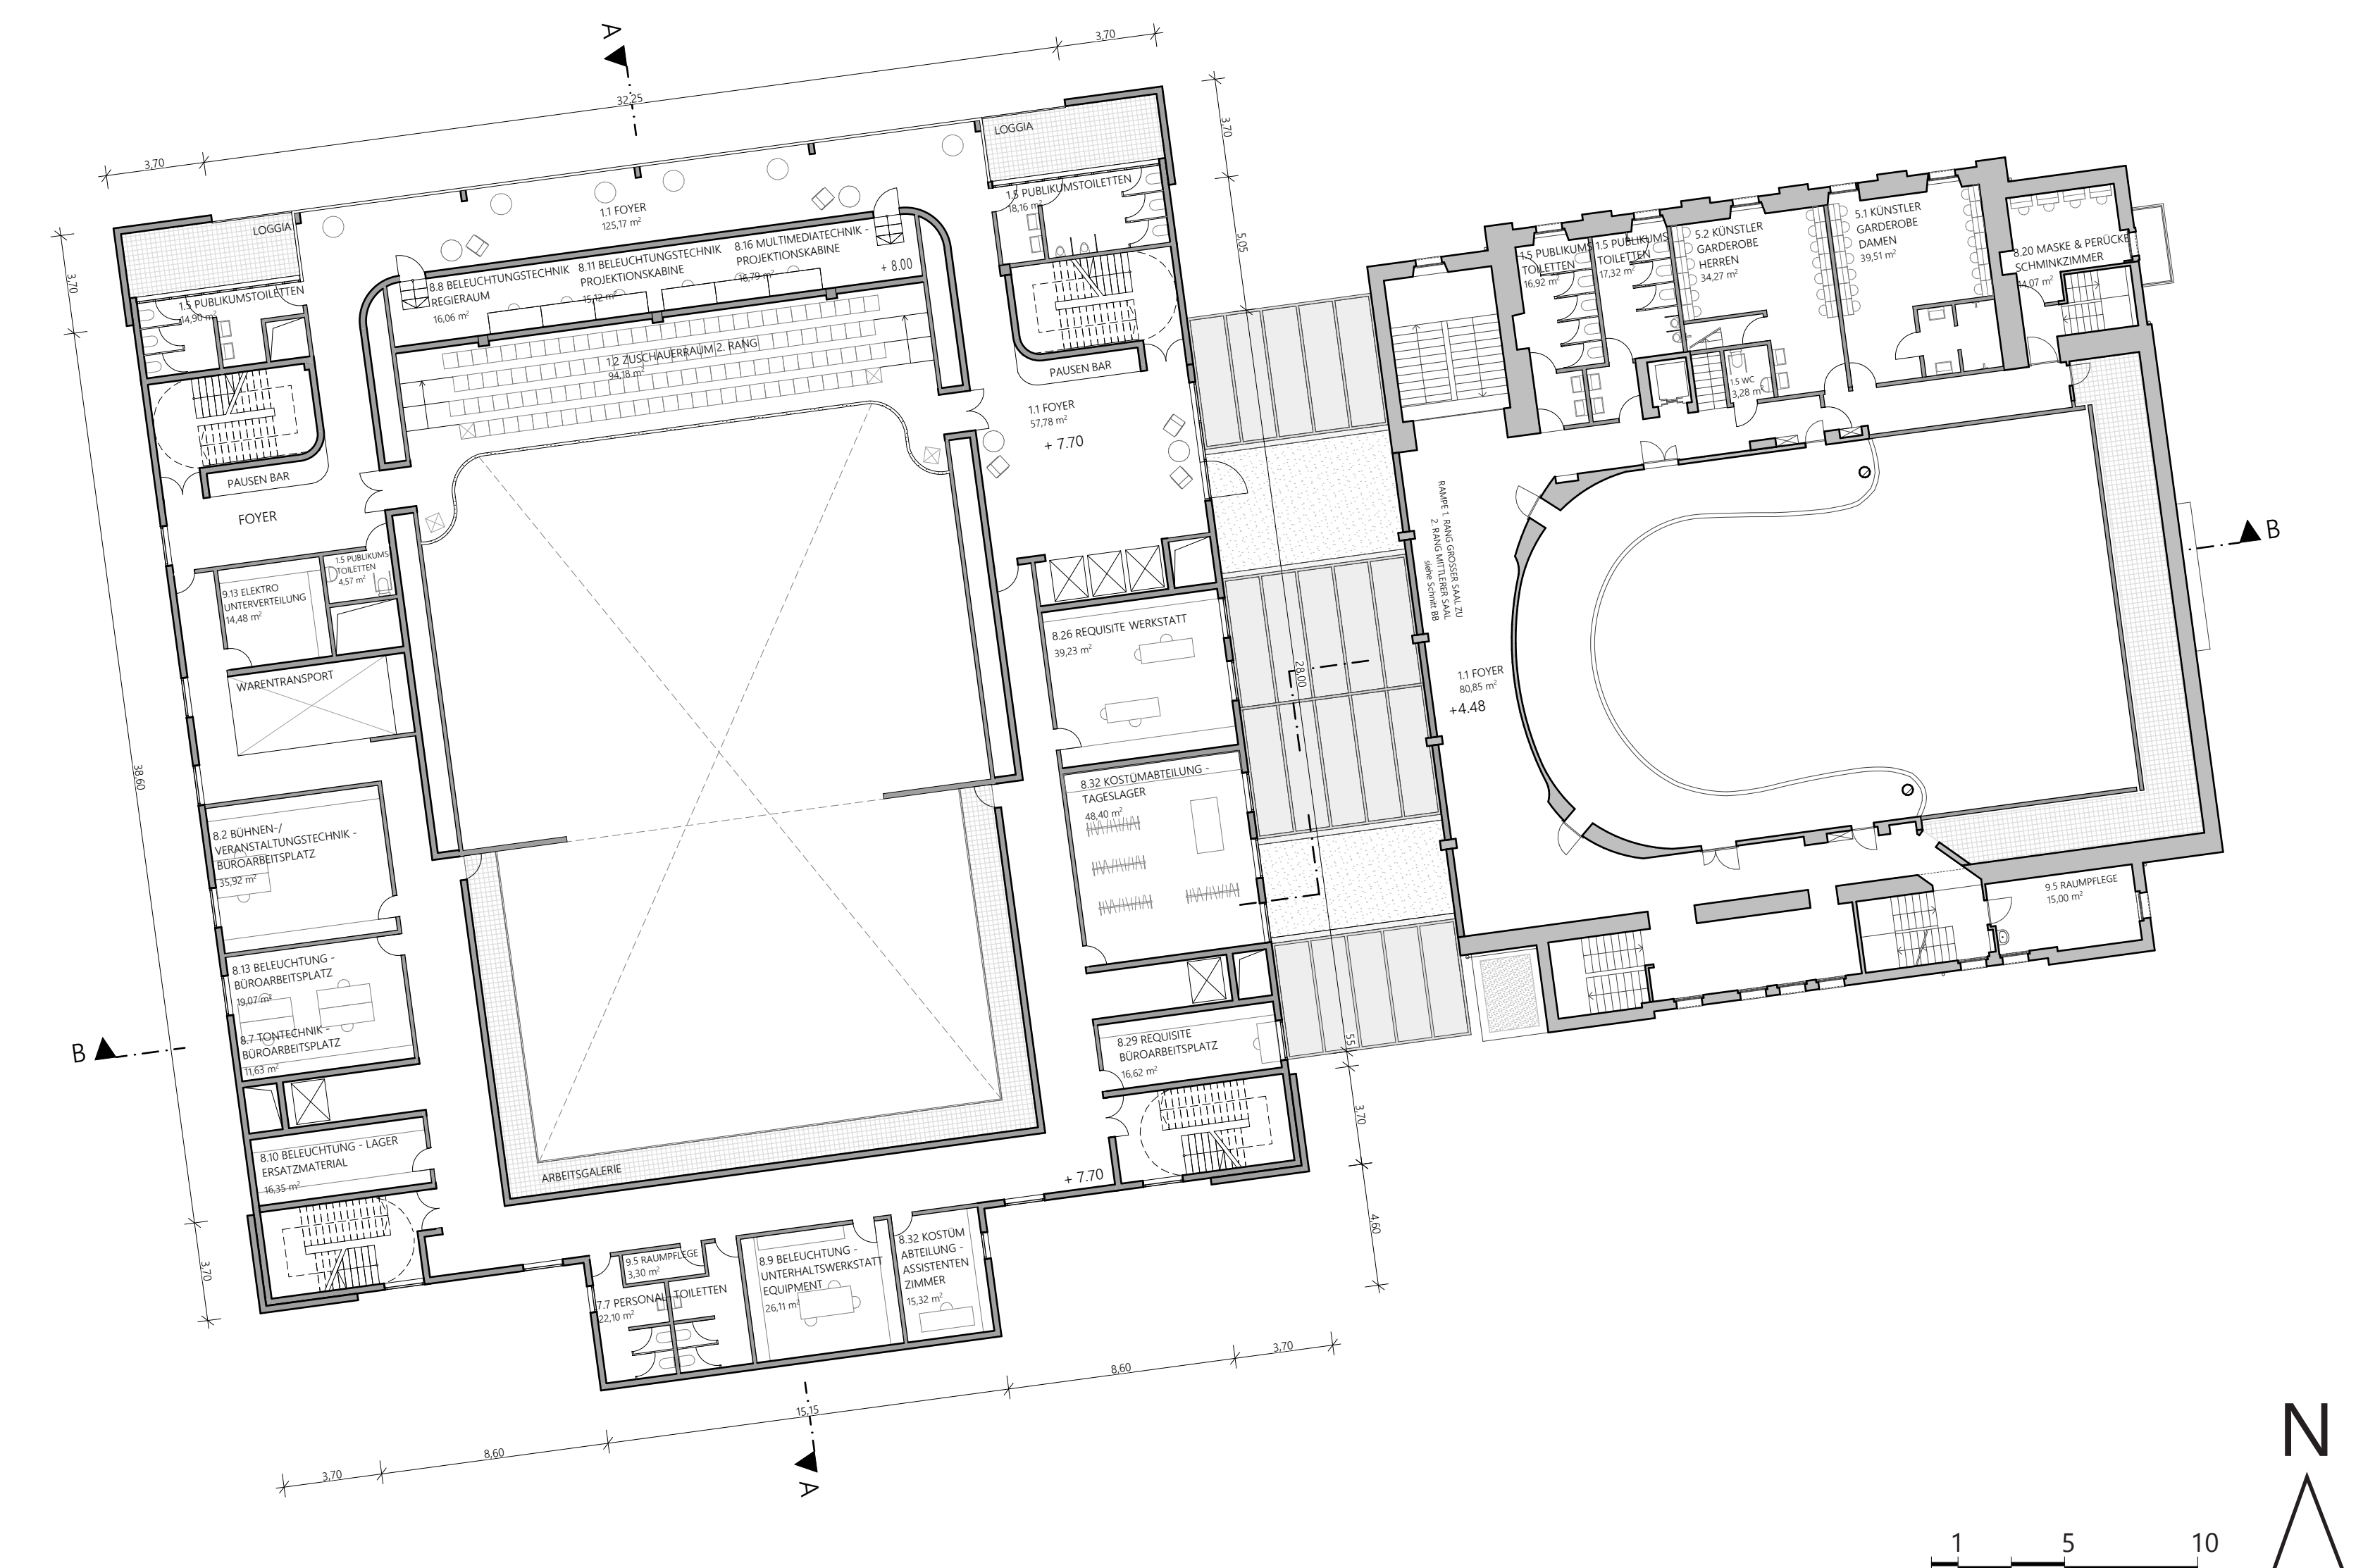 A
3,70
32,25
3,70
3,70
5,05
28,00
5,5
3,70
4,60
3,70
38,60
3,70
LOGGIA
LOGGIA
1.1 FOYER
125,17 m²
1.5 PUBLIKUMSTOILETTEN
18,16 m²
1.5 PUBLIKUMSTOILETTEN
14,90 m²
8.8 BELEUCHTUNGSTECHNIK
REGIERAUM
16,06 m²
8.11 BELEUCHTUNGSTECHNIK
PROJEKTIONSKABINE
15,12 m²
8.16 MULTIMEDIATECHNIK -
PROJEKTIONSKABINE
16,79 m²
+ 8.00
1.2 ZUSCHAUERRAUM 2. RANG
94,18 m²
PAUSEN BAR
PAUSEN BAR
1.1 FOYER
57,78 m²
+ 7.70
FOYER
1.5 PUBLIKUMS
TOILETTEN
4,57 m²
9.13 ELEKTRO
UNTERVERTEILUNG
14,48 m²
WARENTRANSPORT
8.26 REQUISITE WERKSTATT
39,23 m²
8.32 KOSTÜMABTEILUNG -
TAGESLAGER
48,40 m²
8.2 BÜHNEN-/
VERANSTALTUNGSTECHNIK -
BÜROARBEITSPLATZ
35,92 m²
8.13 BELEUCHTUNG -
BÜROARBEITSPLATZ
19,07 m²
8.7 TONTECHNIK -
BÜROARBEITSPLATZ
11,63 m²
8.29 REQUISITE
BÜROARBEITSPLATZ
16,62 m²
8.10 BELEUCHTUNG - LAGER
ERSATZMATERIAL
16,35 m²
ARBEITSGALERIE
+ 7.70
9.5 RAUMPFLEGE
3,30 m²
7.7 PERSONAL-TOILETTEN
22,10 m²
8.9 BELEUCHTUNG -
UNTERHALTSWERKSTATT
EQUIPMENT
26,11 m²
8.32 KOSTÜM
ABTEILUNG -
ASSISTENTEN
ZIMMER
15,32 m²
1.5 PUBLIKUMS
TOILETTEN
16,92 m²
1.5 PUBLIKUMS
TOILETTEN
17,32 m²
5.2 KÜNSTLER
GARDEROBE
HERREN
34,27 m²
5.1 KÜNSTLER
GARDEROBE
DAMEN
39,51 m²
8.20 MASKE & PERÜCKE
SCHMINKZIMMER
14,07 m²
1.5 WC
3,28 m²
RAMPE 1. RANG GROSSER SAAL ZU
2. RANG MITTLERER SAAL
siehe Schnitt BB
1.1 FOYER
80,85 m²
+4.48
9.5 RAUMPFLEGE
15,00 m²
B
B
3,70
8,60
15,15
8,60
3,70
A
N
1
5
10